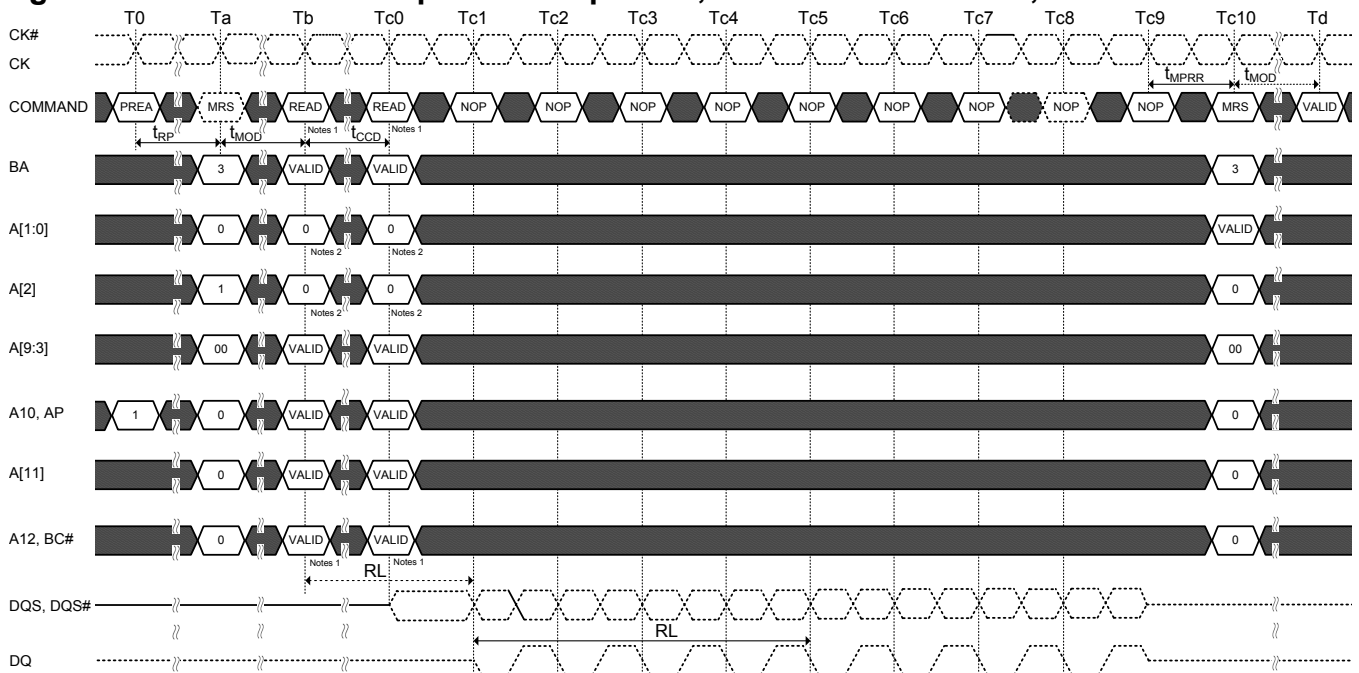 T0 Ta Tb Tc0 Tc1 Tc2 Tc3 Tc4 Tc5 Tc6 Tc7 Tc8 Tc9 Tc10 Td
CK#
CK
tMPRR tMOD
COMMAND PREA MRS READ READ NOP NOP NOP NOP NOP NOP NOP NOP NOP MRS VALID
Notes 1 Notes 1
tRP tMOD tCCD
BA 3 VALID VALID 3
A[1:0] 0 0 0 VALID
Notes 2 Notes 2
A[2] 1 0 0 0
Notes 2 Notes 2
A[9:3] 00 VALID VALID 00
A10, AP 1 0 VALID VALID 0
A[11] 0 VALID VALID 0
A12, BC# 0 VALID VALID 0
Notes 1 Notes 1
RL
DQS, DQS#
RL
DQ